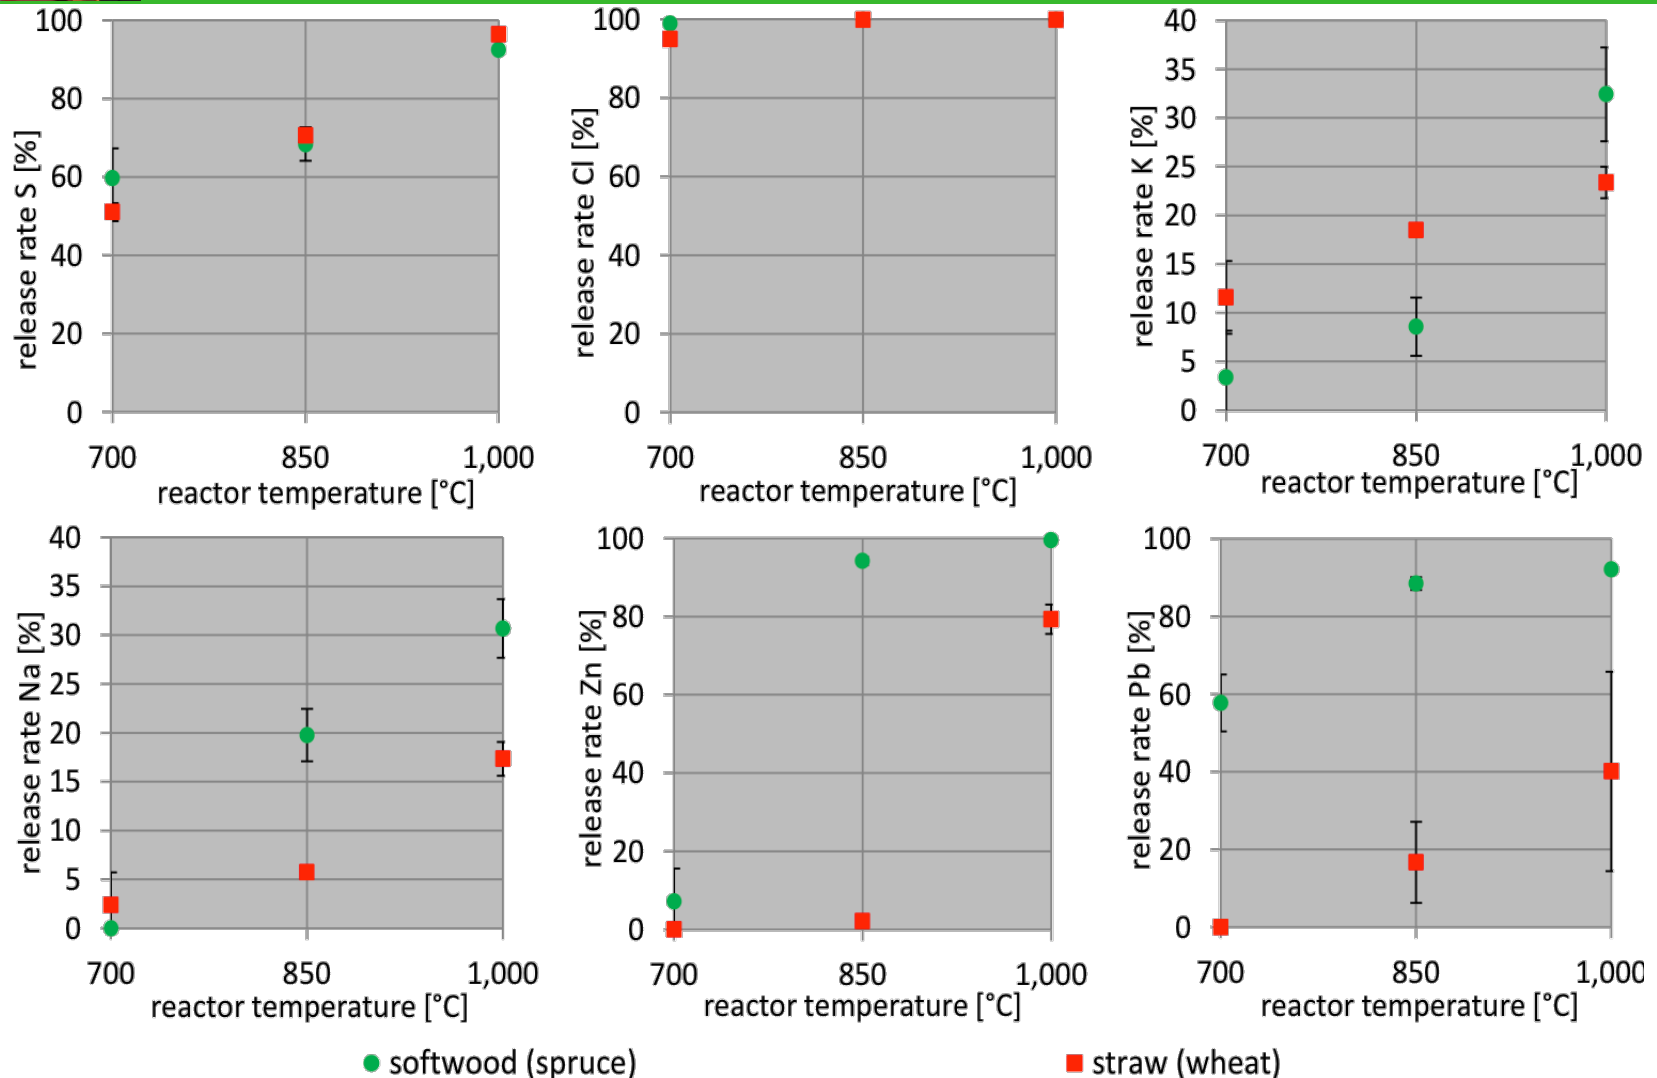 release rate S [%]
100
80
60
40
20
0
700 850 1,000
reactor temperature [°C]
release rate Cl [%]
100
80
60
40
20
0
700 850 1,000
reactor temperature [°C]
release rate K [%]
40
35
30
25
20
15
10
5
0
700 850 1,000
reactor temperature [°C]
release rate Na [%]
40
35
30
25
20
15
10
5
0
700 850 1,000
reactor temperature [°C]
release rate Zn [%]
100
80
60
40
20
0
700 850 1,000
reactor temperature [°C]
release rate Pb [%]
100
80
60
40
20
0
700 850 1,000
reactor temperature [°C]
softwood (spruce)
straw (wheat)